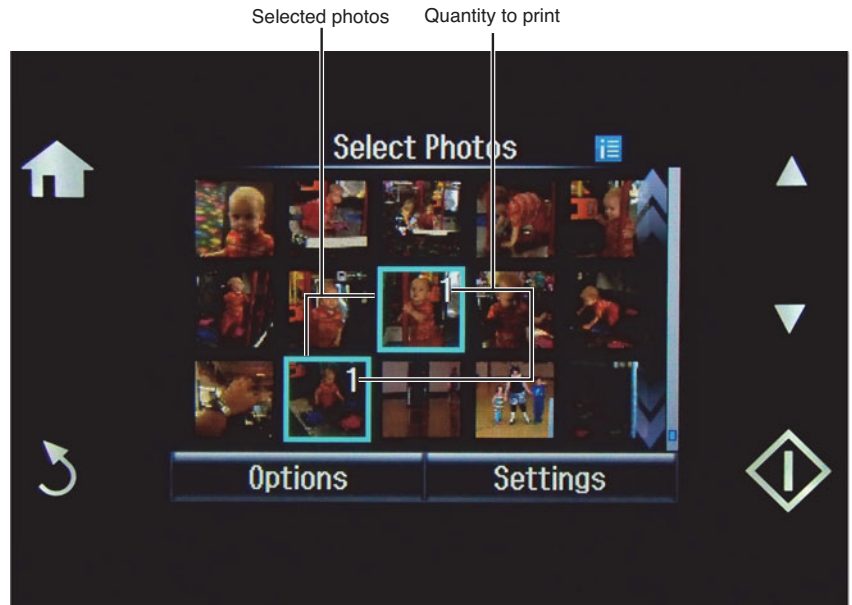 Selected photos
Quantity to print
Select Photos
1
1
Options
Settings